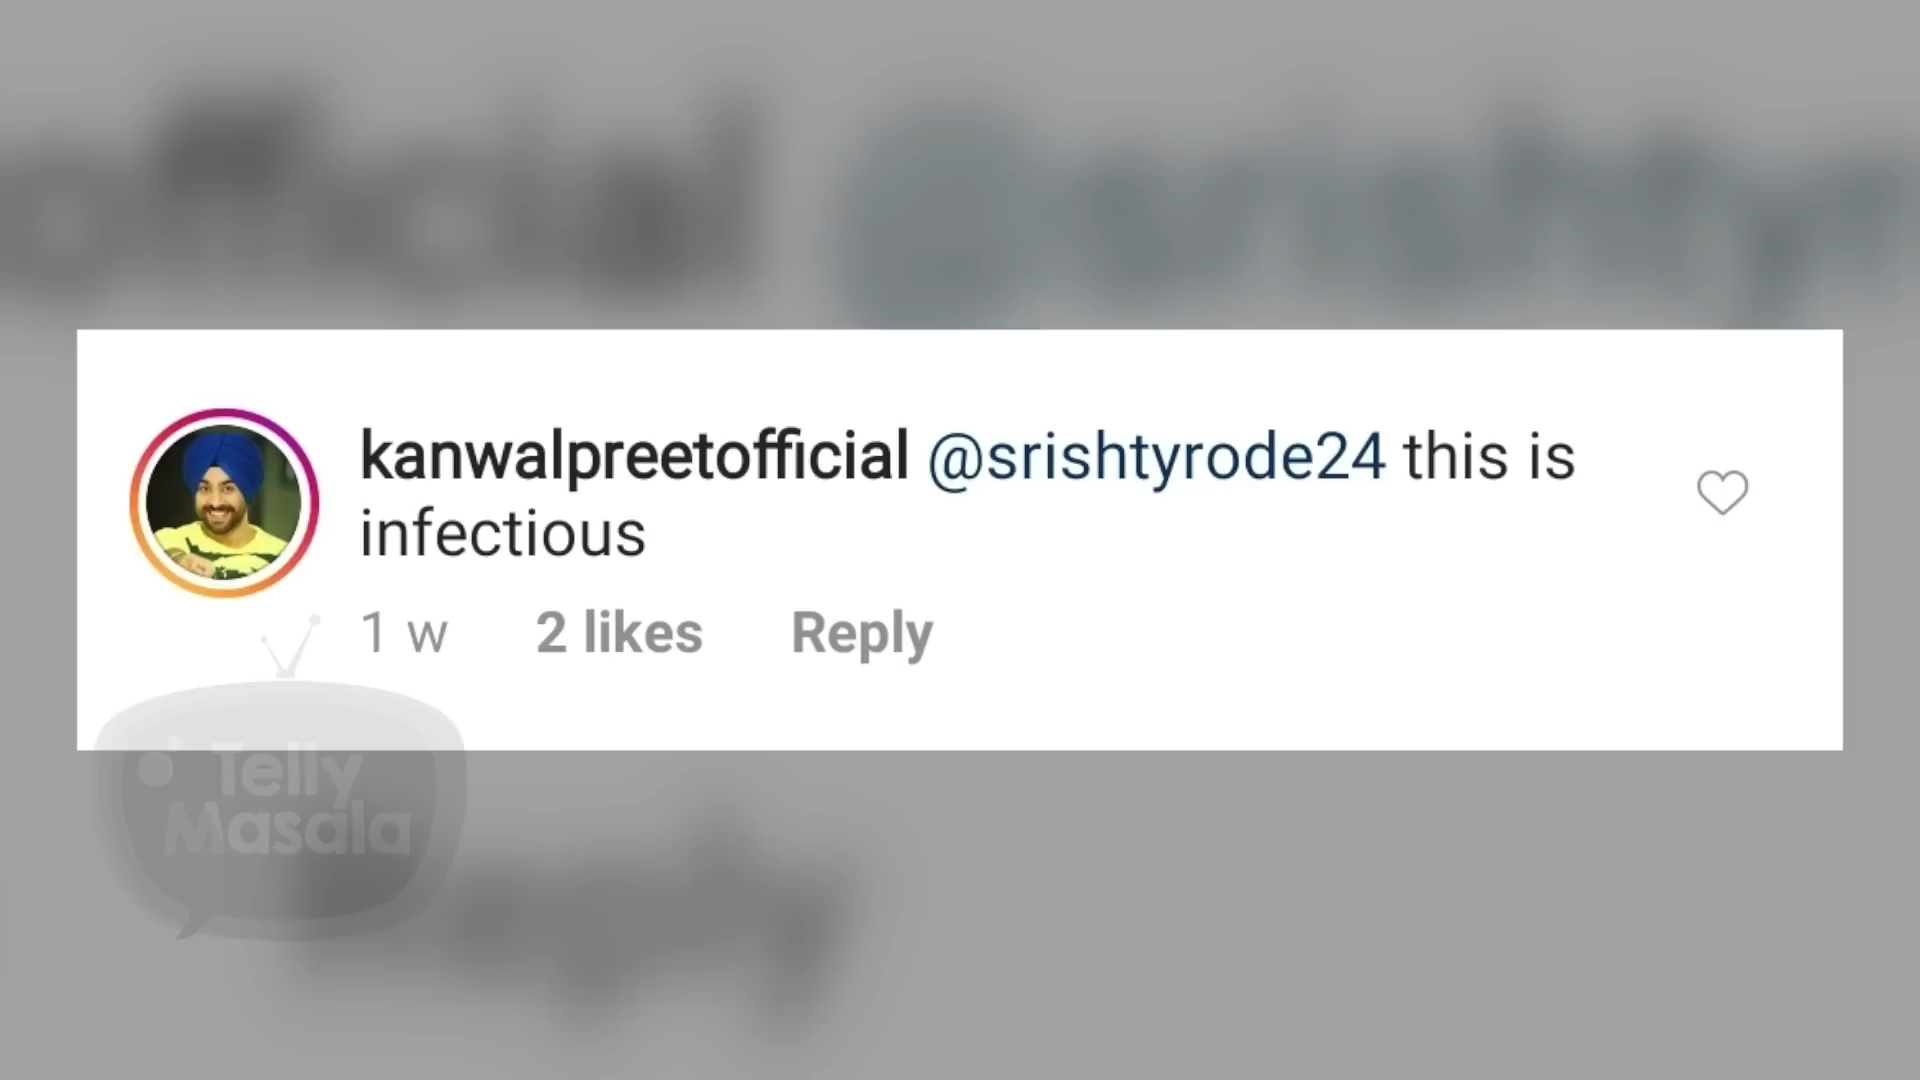 kanwalpreetofficial @srishtyrode24 this is
infectious
1 w 2 likes Reply
Telly
Masala